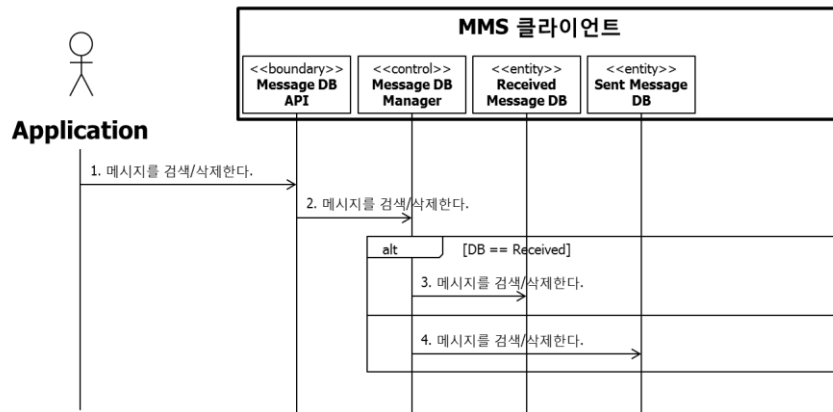 MMS 클라이언트
<<boundary>>
Message DB
API
<<control>>
Message DB
Manager
<<entity>>
Received
Message DB
<<entity>>
Sent Message
DB
Application
1. 메시지를 검색/삭제한다.
2. 메시지를 검색/삭제한다.
alt
[DB == Received]
3. 메시지를 검색/삭제한다.
4. 메시지를 검색/삭제한다.